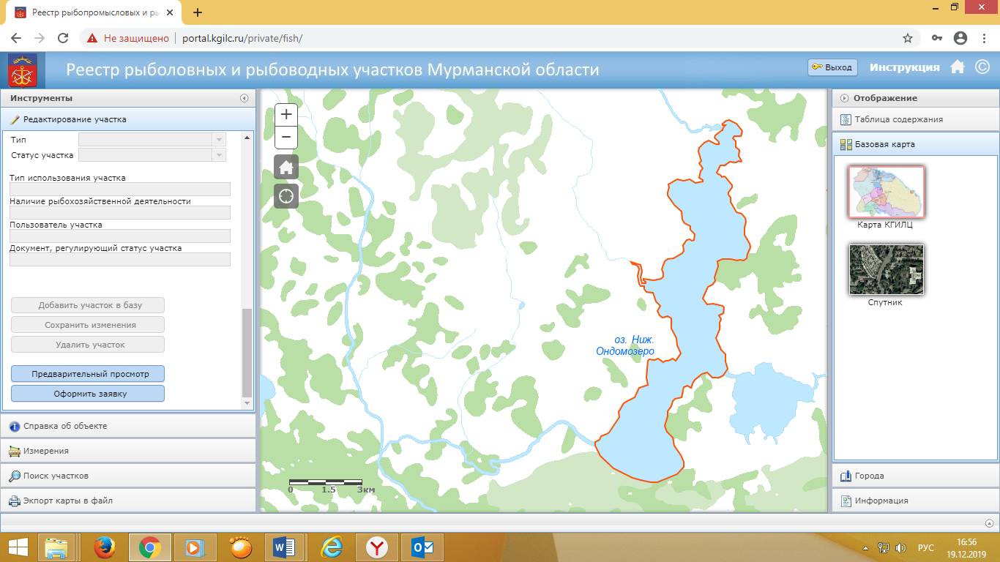 Реестр рыбопромысловых и ры
Не защищено
portal.kgilc.ru/private/fish/
Реестр рыболовных и рыбоводных участков Мурманской области
Выход
Инструкция
Инструменты
Редактирование участка
Тип
Статус участка
Тип использования участка
Наличие рыбохозяйственной деятельности
Пользователь участка
Документ, регулирующий статус участка
Добавить участок в базу
Сохранить изменения
Удалить участок
Предварительный просмотр
Оформить заявку
Справка об объекте
Измерения
Поиск участков
Экспорт карты в файл
+
−
оз. Ниж.
Ондомозеро
0 1.5 3км
Отображение
Таблица содержания
Базовая карта
Карта КГИЛЦ
Спутник
Города
Информация
РУС
16:56
19.12.2019